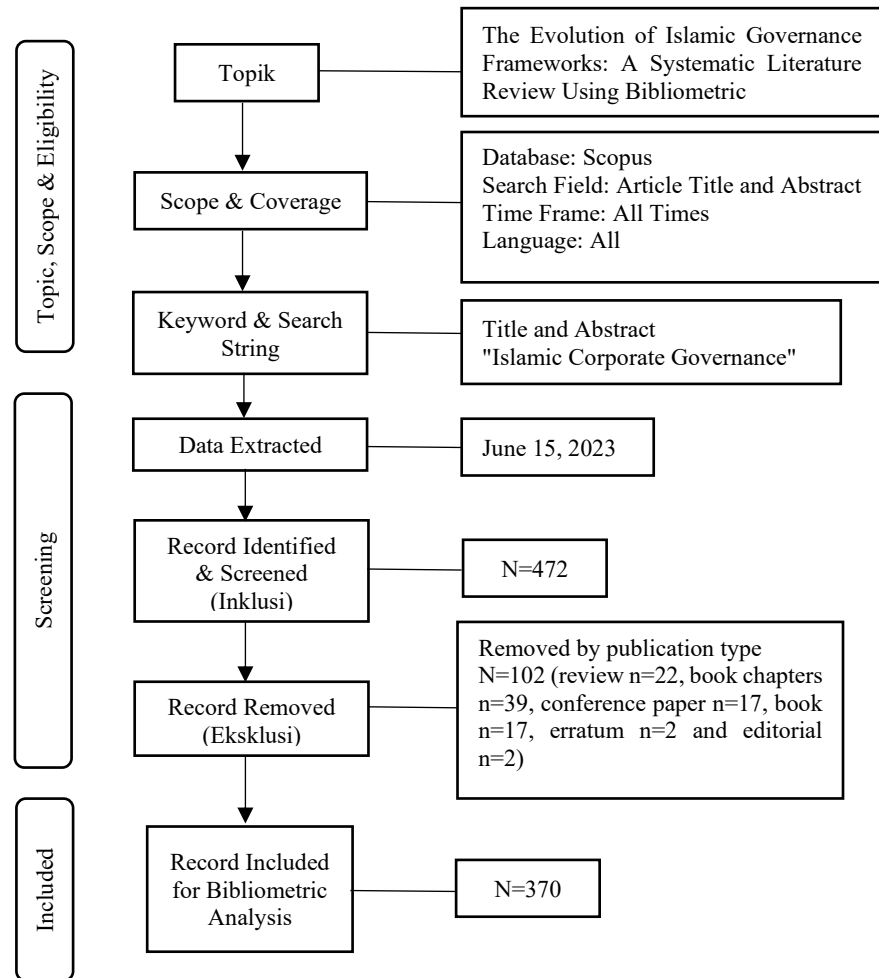 Topic, Scope & Eligibility
Topik
The Evolution of Islamic Governance
Frameworks: A Systematic Literature
Review Using Bibliometric
Scope & Coverage
Database: Scopus
Search Field: Article Title and Abstract
Time Frame: All Times
Language: All
Keyword & Search
String
Title and Abstract
"Islamic Corporate Governance"
Screening
Data Extracted
June 15, 2023
Record Identified
& Screened
(Inklusi)
N=472
Record Removed
(Eksklusi)
Removed by publication type
N=102 (review n=22, book chapters
n=39, conference paper n=17, book
n=17, erratum n=2 and editorial
n=2)
Included
Record Included
for Bibliometric
Analysis
N=370